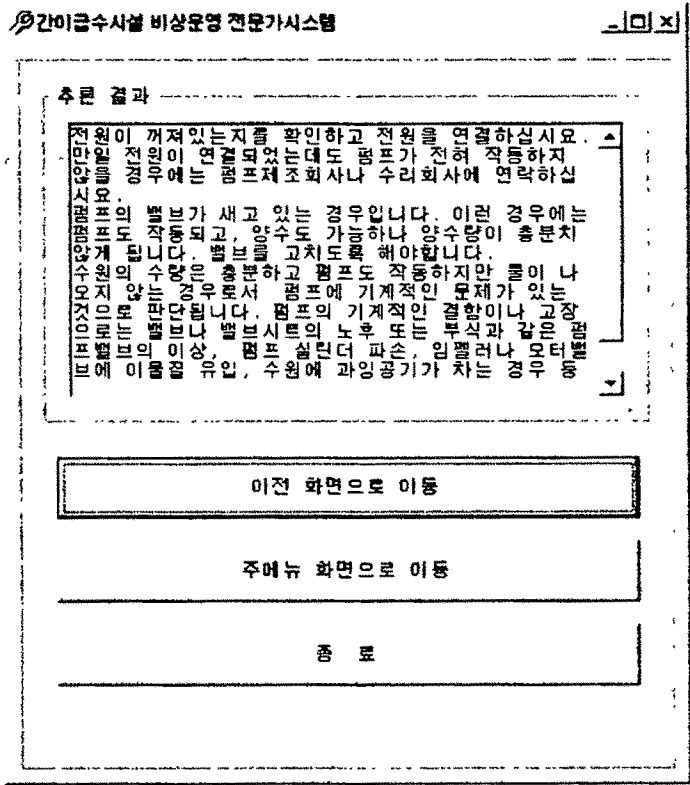 간이급수시설 비상운영 전문가시스템
추론 결과
전원이 꺼져있는지를 확인하고 전원을 연결하십시요.
만일 전원이 연결되었는데도 펌프가 전혀 작동하지
않을 경우에는 펌프제조회사나 수리회사에 연락하십
시요.
펌프의 밸브가 새고 있는 경우입니다. 이런 경우에는
펌프도 작동되고, 양수도 가능하나 양수량이 충분치
않게 됩니다. 밸브를 고치도록 해야합니다.
수원의 수량은 충분하고 펌프도 작동하지만 물이 나
오지 않는 경우로서 펌프에 기계적인 문제가 있는
것으로 판단됩니다. 펌프의 기계적인 결함이나 고장
으로는 밸브나 밸브시트의 노후 또는 부식과 같은 펌
프밸브의 이상, 펌프 실린더 파손, 임펠러나 모터밸
브에 이물질 유입, 수원에 과잉공기가 차는 경우 등
이전 화면으로 이동
주메뉴 화면으로 이동
종 료